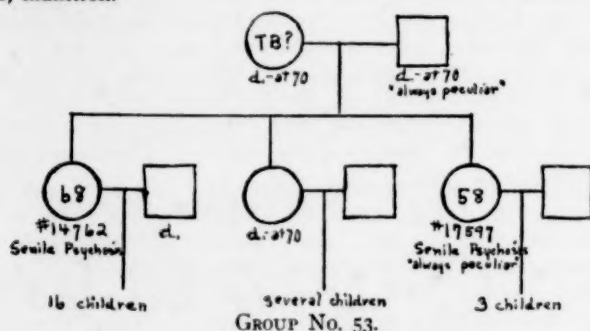 TB?
d.-at 70
d.-at 70
"always peculiar"
68
58
#14762
Senile Psychosis
d.
d.-at 70
#17597
Senile Psychosis
"always peculiar"
16 children
several children
3 children
GROUP No. 53.